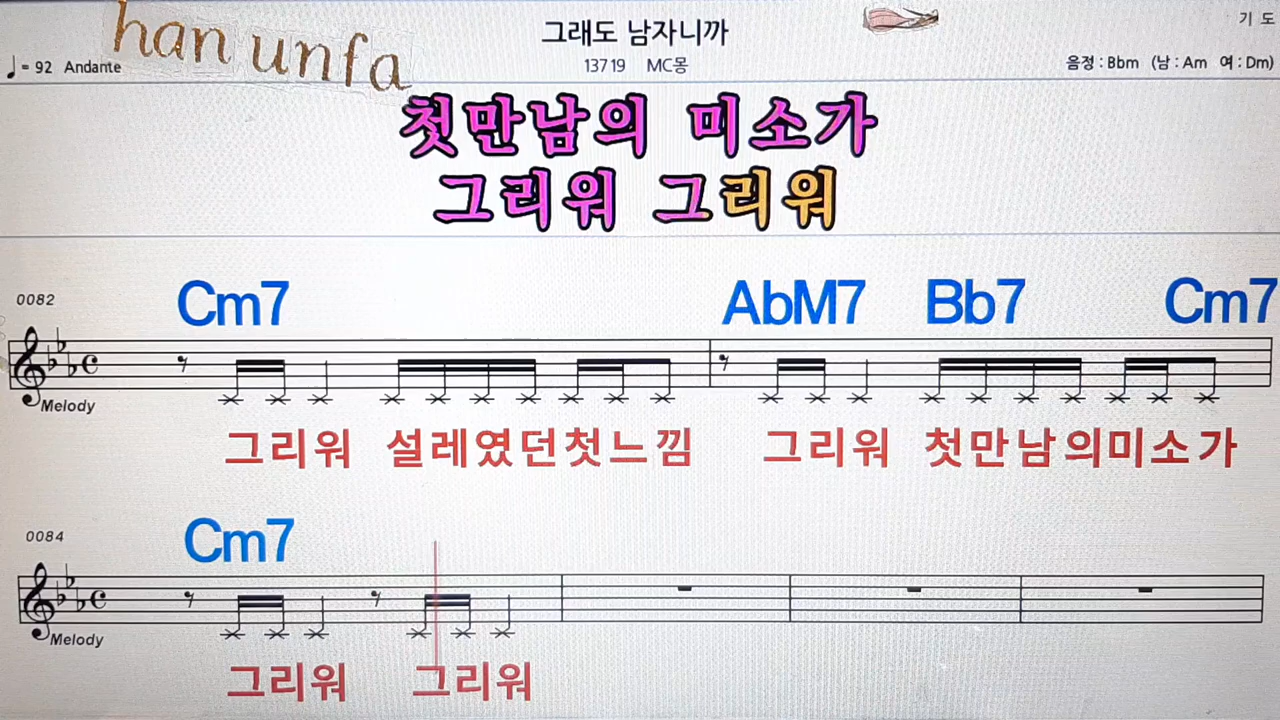 han unfa
그래도 남자니까
기 도
♩= 92 Andante
13719 MC몽
음정 : Bbm (남 : Am 여 : Dm)
첫만남의 미소가
그리워 그리워
0082
Cm7 AbM7 Bb7 Cm7
Melody
그리워 설레였던첫느낌 그리워 첫만남의미소가
0084
Cm7
Melody
그리워 그리워